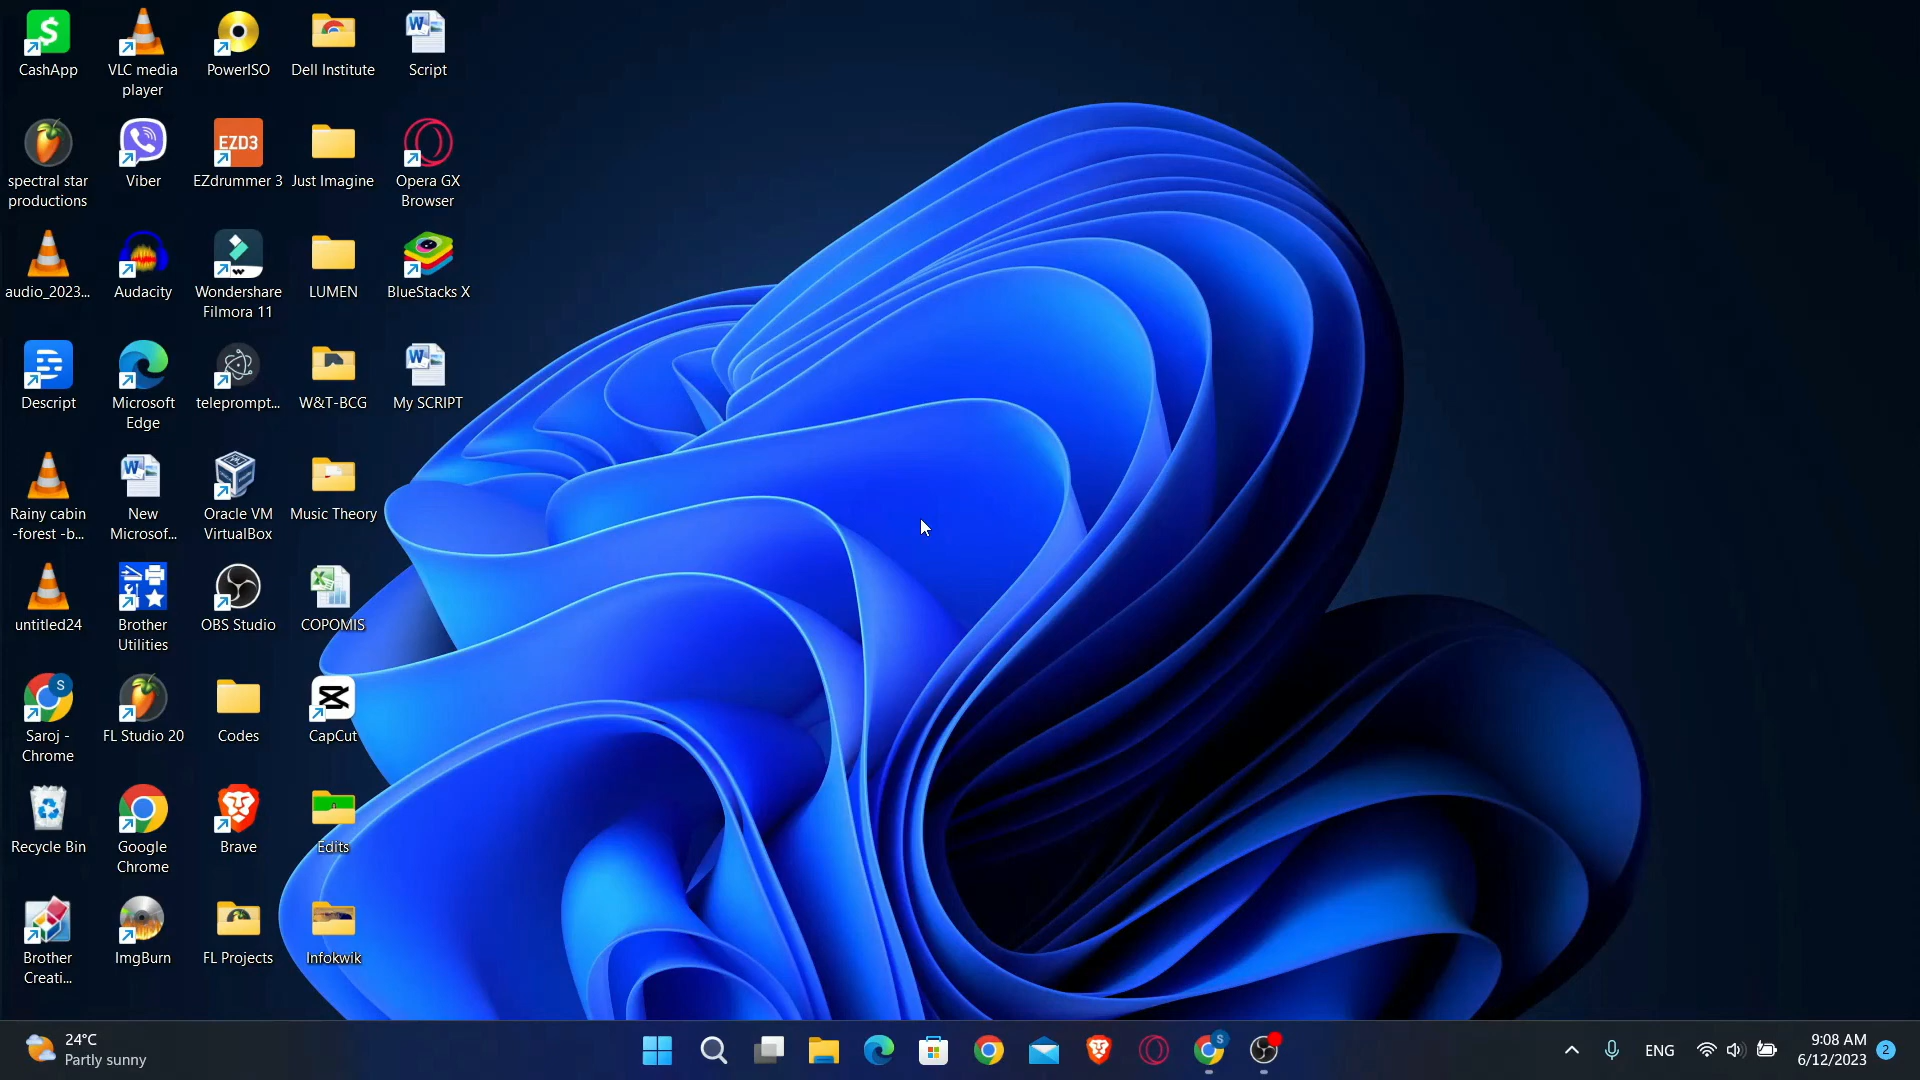 CashApp
VLC media
player
PowerISO
Dell Institute
Script
spectral star
productions
Viber
EZD3
EZdrummer 3
Just Imagine
Opera GX
Browser
audio_2023...
Audacity
Wondershare
Filmora 11
LUMEN
BlueStacks X
Descript
Microsoft
Edge
teleprompt...
W&T-BCG
My SCRIPT
Rainy cabin
-forest -b...
New
Microsof...
Oracle VM
VirtualBox
Music Theory
untitled24
Brother
Utilities
OBS Studio
COPOMIS
S
Saroj -
Chrome
FL Studio 20
Codes
CapCut
Recycle Bin
Google
Chrome
Brave
Edits
Brother
Creati...
ImgBurn
FL Projects
Infokwik
24°C
Partly sunny
S
ENG
9:08 AM
6/12/2023
2